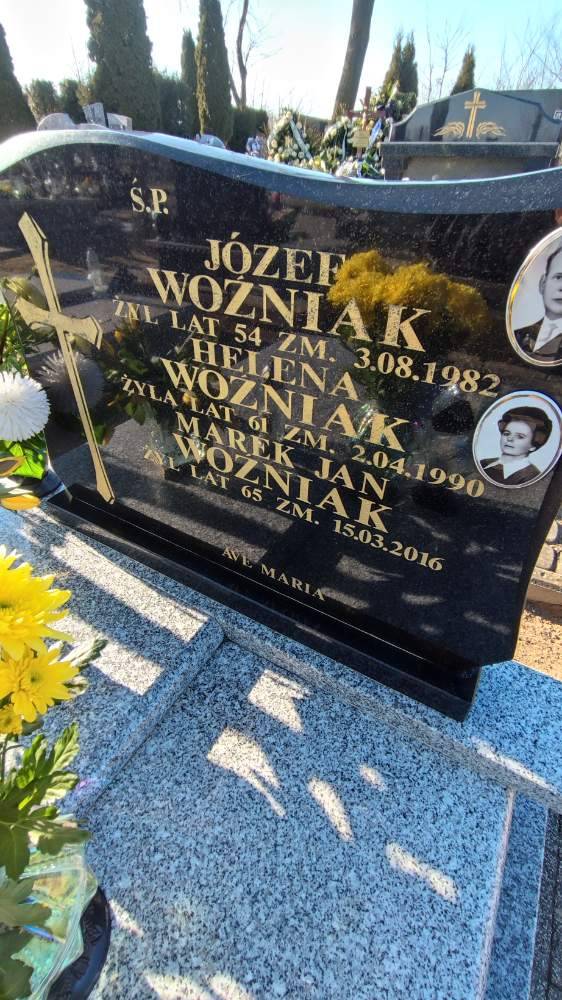 Ś.P.
JÓZEF
WOŹNIAK
ŻYŁ LAT 54 ZM. 3.08.1982
HELENA
WOŹNIAK
ŻYŁA LAT 61 ZM. 2.04.1990
MAREK JAN
WOŹNIAK
ŻYŁ LAT 65 ZM. 15.03.2016
AVE MARIA